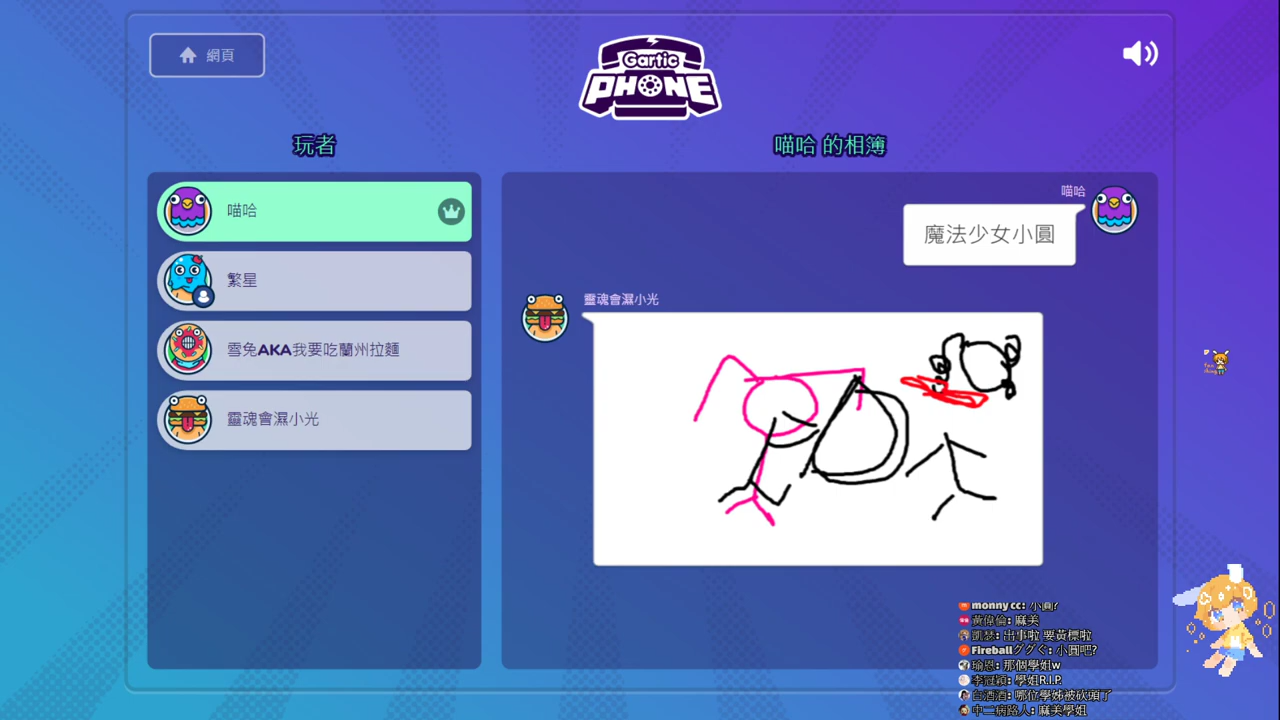 網頁
Gartic
PHONE
玩者
喵哈 的相簿
喵哈
繁星
雪兔AKA我要吃蘭州拉麵
靈魂會濕小光
喵哈
魔法少女小圓
靈魂會濕小光
monny cc: 小圓?
黃偉倫: 麻美
凱瑟: 出事啦 要黃標啦
Fireballググぐ: 小圓吧?
瑜恩: 那個學姐w
李冠穎: 學姐R.I.P.
白酒酒: 哪位學姊被砍頭了
中二病路人: 麻美學姐